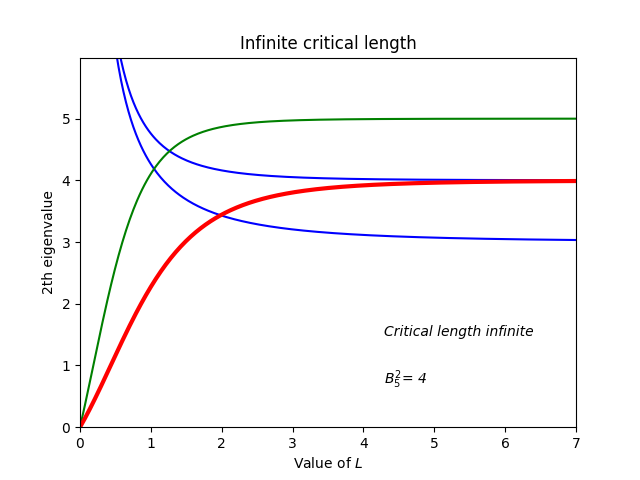 Infinite critical length
2th eigenvalue
5
4
3
2
1
0
Critical length infinite
B_5^2= 4
0 1 2 3 4 5 6 7
Value of L